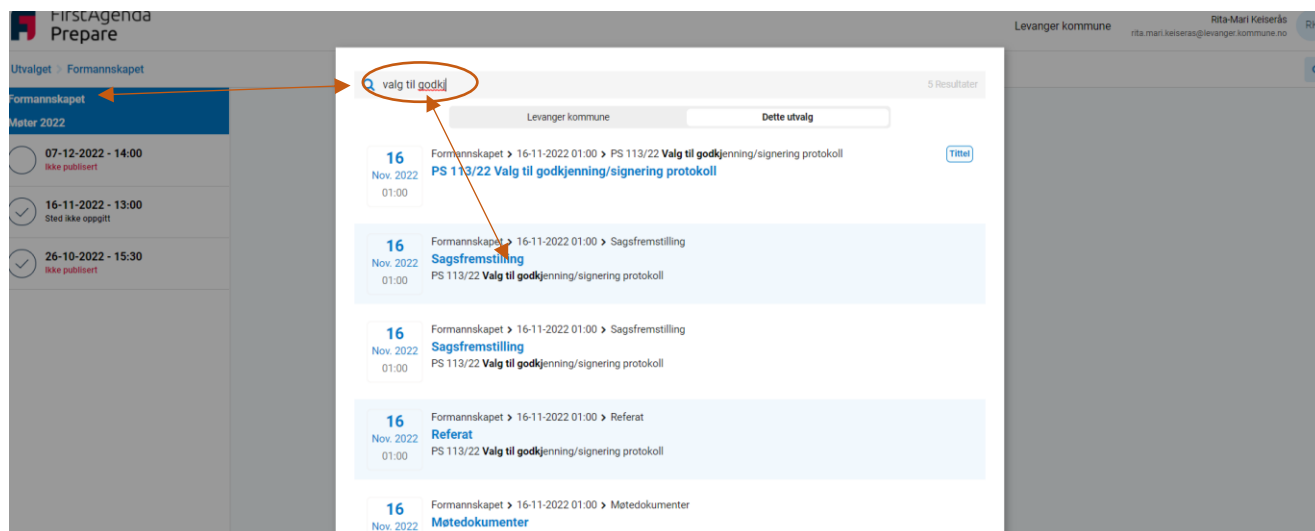 FirstAgenda
Prepare
Levanger kommune
Rita-Mari Keiserås
rita.mari.keiseras@levanger.kommune.no
Utvalget > Formannskapet
Formannskapet
Møter 2022
07-12-2022 - 14:00
Ikke publisert
16-11-2022 - 13:00
Sted ikke oppgitt
26-10-2022 - 15:30
Ikke publisert
valg til godkj
5 Resultater
Levanger kommune
Dette utvalg
16
Nov. 2022
01:00
Formannskapet > 16-11-2022 01:00 > PS 113/22 Valg til godkjenning/signering protokoll
Tittel
PS 113/22 Valg til godkjenning/signering protokoll
16
Nov. 2022
01:00
Formannskapet > 16-11-2022 01:00 > Sagsfremstilling
Sagsfremstilling
PS 113/22 Valg til godkjenning/signering protokoll
16
Nov. 2022
01:00
Formannskapet > 16-11-2022 01:00 > Sagsfremstilling
Sagsfremstilling
PS 113/22 Valg til godkjenning/signering protokoll
16
Nov. 2022
01:00
Formannskapet > 16-11-2022 01:00 > Referat
Referat
PS 113/22 Valg til godkjenning/signering protokoll
16
Nov. 2022
Formannskapet > 16-11-2022 01:00 > Møtedokumenter
Møtedokumenter